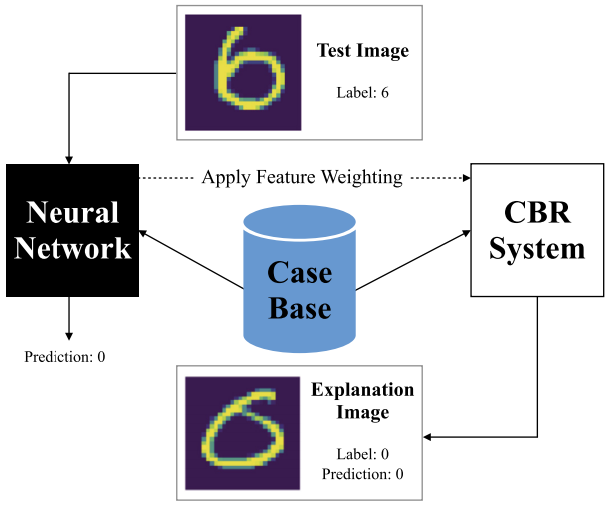 Test Image
Label: 6
Apply Feature Weighting
Neural
Network
CBR
System
Case
Base
Prediction: 0
Explanation
Image
Label: 0
Prediction: 0